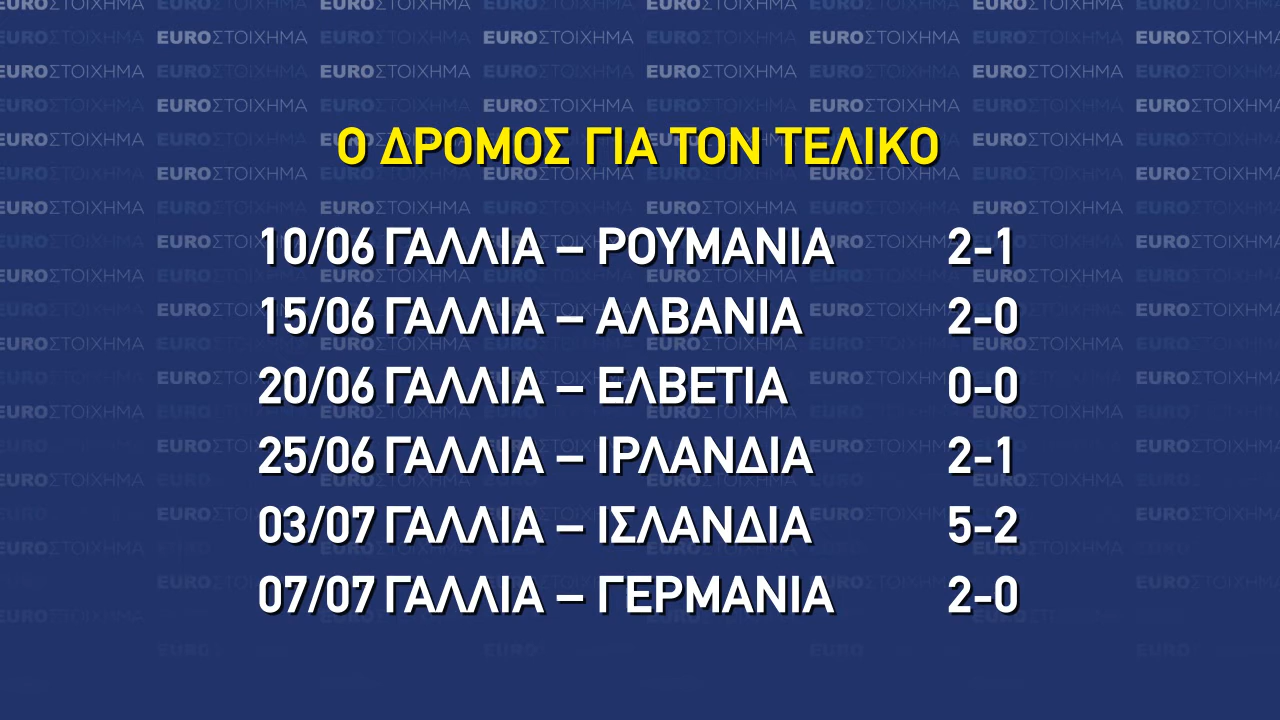 Ο ΔΡΟΜΟΣ ΓΙΑ ΤΟΝ ΤΕΛΙΚΟ
10/06 ΓΑΛΛΙΑ – ΡΟΥΜΑΝΙΑ 2-1
15/06 ΓΑΛΛΙΑ – ΑΛΒΑΝΙΑ 2-0
20/06 ΓΑΛΛΙΑ – ΕΛΒΕΤΙΑ 0-0
25/06 ΓΑΛΛΙΑ – ΙΡΛΑΝΔΙΑ 2-1
03/07 ΓΑΛΛΙΑ – ΙΣΛΑΝΔΙΑ 5-2
07/07 ΓΑΛΛΙΑ – ΓΕΡΜΑΝΙΑ 2-0